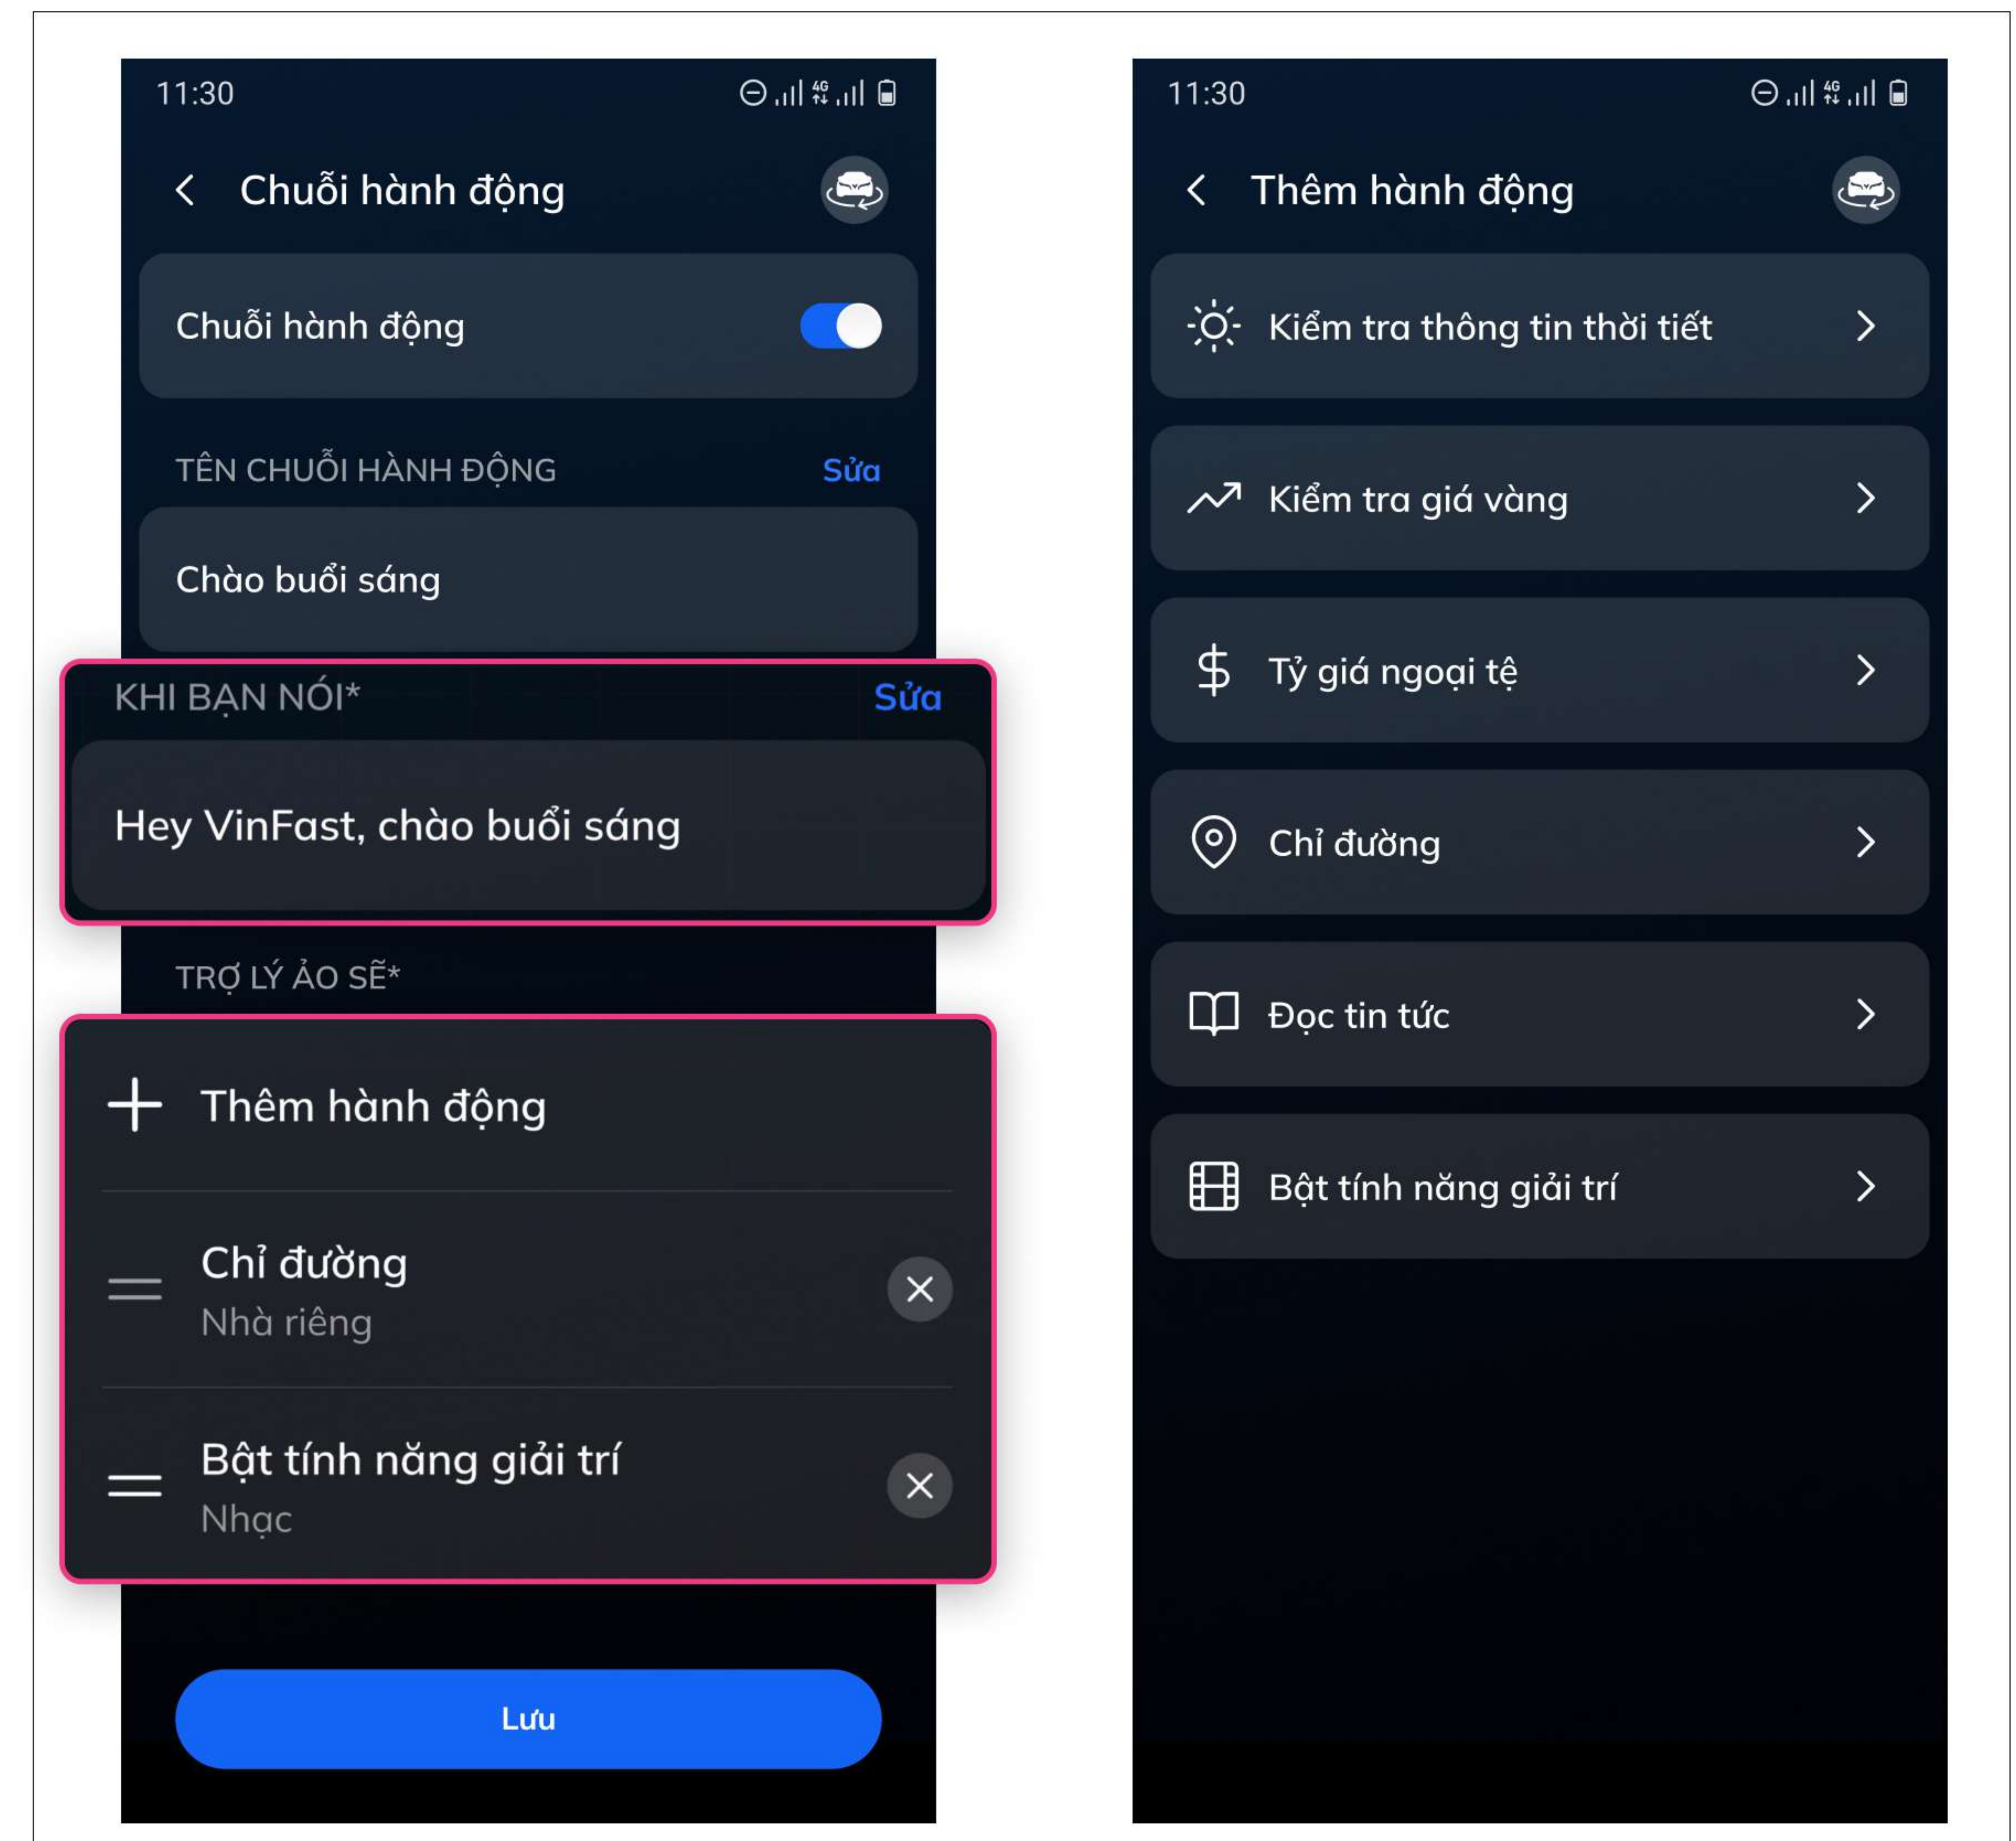 11:30
4G
Chuỗi hành động
Chuỗi hành động
TÊN CHUỖI HÀNH ĐỘNG
Sửa
Chào buổi sáng
KHI BẠN NÓI*
Sửa
Hey VinFast, chào buổi sáng
TRỢ LÝ ẢO SẼ*
Thêm hành động
Chỉ đường
Nhà riêng
Bật tính năng giải trí
Nhạc
Lưu
11:30
4G
Thêm hành động
Kiểm tra thông tin thời tiết
Kiểm tra giá vàng
Tỷ giá ngoại tệ
Chỉ đường
Đọc tin tức
Bật tính năng giải trí